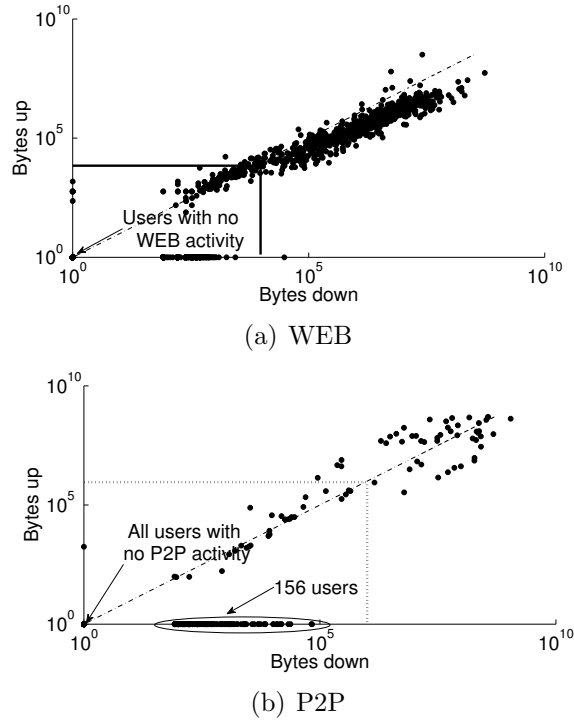 10^10
Bytes up
10^5
Users with no
WEB activity
10^0
10^0
10^5
10^10
Bytes down
(a) WEB
10^10
Bytes up
10^5
All users with
no P2P activity
156 users
10^0
10^0
10^5
10^10
Bytes down
(b) P2P